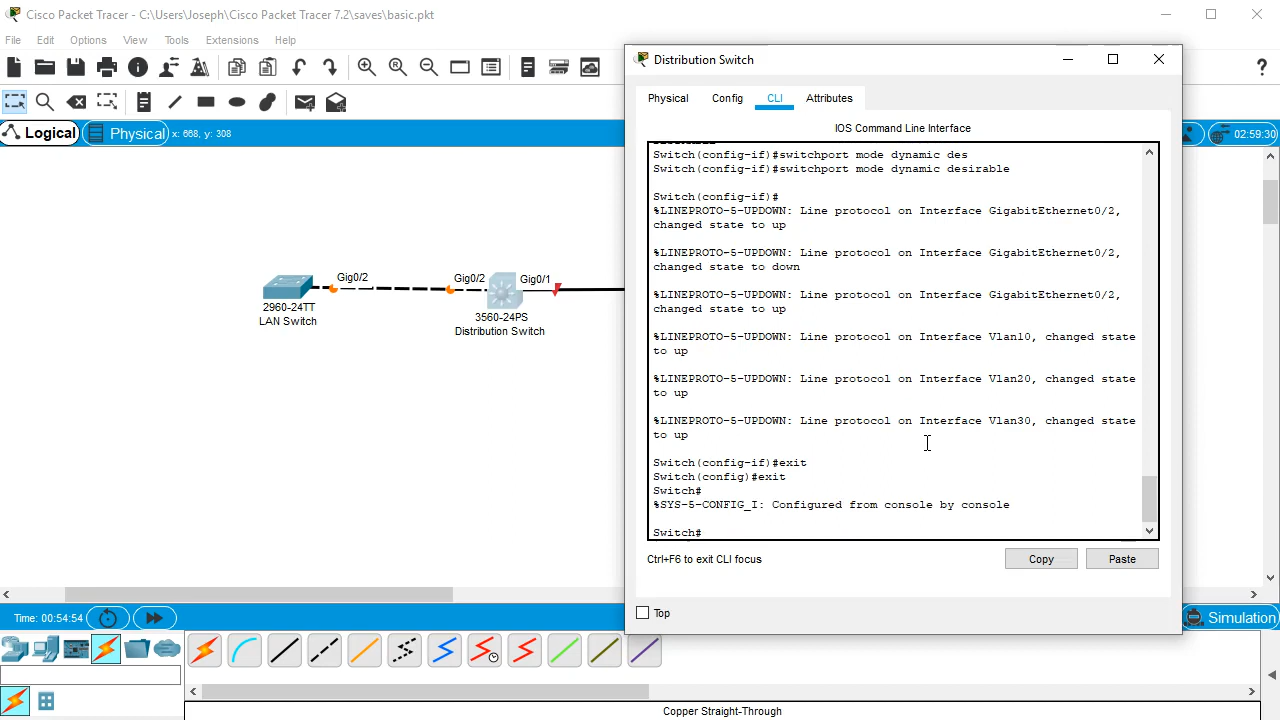 Cisco Packet Tracer - C:\Users\Joseph\Cisco Packet Tracer 7.2\saves\basic.pkt
File Edit Options View Tools Extensions Help
Logical Physical x: 668, y: 308
02:59:30
Gig0/2
Gig0/2
Gig0/1
2960-24TT
LAN Switch
3560-24PS
Distribution Switch
Distribution Switch
Physical Config CLI Attributes
IOS Command Line Interface
Switch(config-if)#switchport mode dynamic des
Switch(config-if)#switchport mode dynamic desirable
Switch(config-if)#
%LINEPROTO-5-UPDOWN: Line protocol on Interface GigabitEthernet0/2,
changed state to up
%LINEPROTO-5-UPDOWN: Line protocol on Interface GigabitEthernet0/2,
changed state to down
%LINEPROTO-5-UPDOWN: Line protocol on Interface GigabitEthernet0/2,
changed state to up
%LINEPROTO-5-UPDOWN: Line protocol on Interface Vlan10, changed state
to up
%LINEPROTO-5-UPDOWN: Line protocol on Interface Vlan20, changed state
to up
%LINEPROTO-5-UPDOWN: Line protocol on Interface Vlan30, changed state
to up
Switch(config-if)#exit
Switch(config)#exit
Switch#
%SYS-5-CONFIG_I: Configured from console by console
Switch#
Ctrl+F6 to exit CLI focus
Copy
Paste
Top
Time: 00:54:54
Simulation
Copper Straight-Through